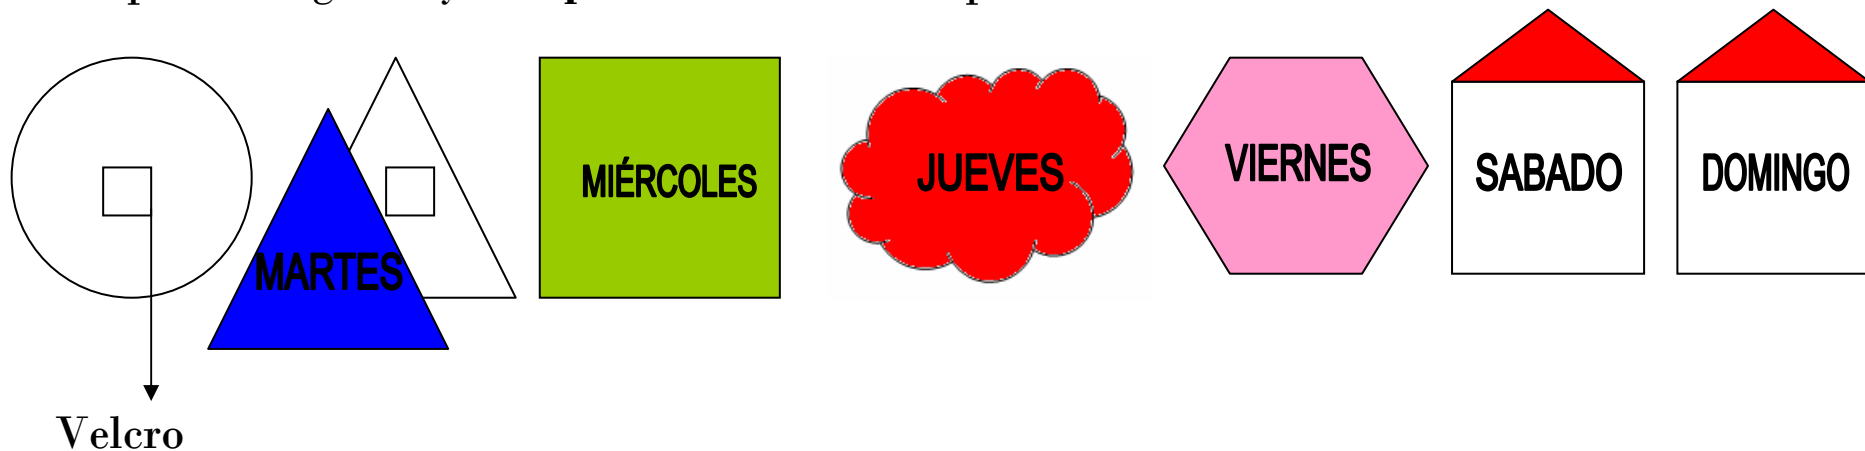 MARTES
MIÉRCOLES
JUEVES
VIERNES
SABADO
DOMINGO
Velcro